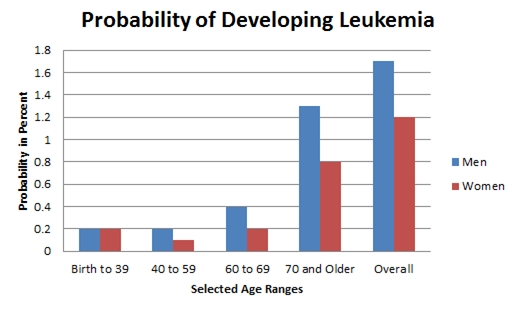 Probability of Developing Leukemia
Probability in Percent
1.8
1.6
1.4
1.2
1
0.8
0.6
0.4
0.2
0
Birth to 39 40 to 59 60 to 69 70 and Older Overall
Selected Age Ranges
Men
Women